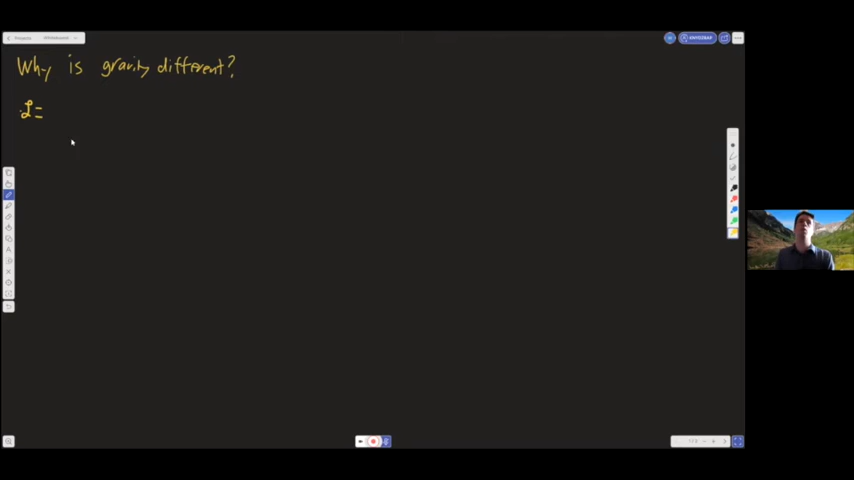 Why is gravity different?
ℒ=